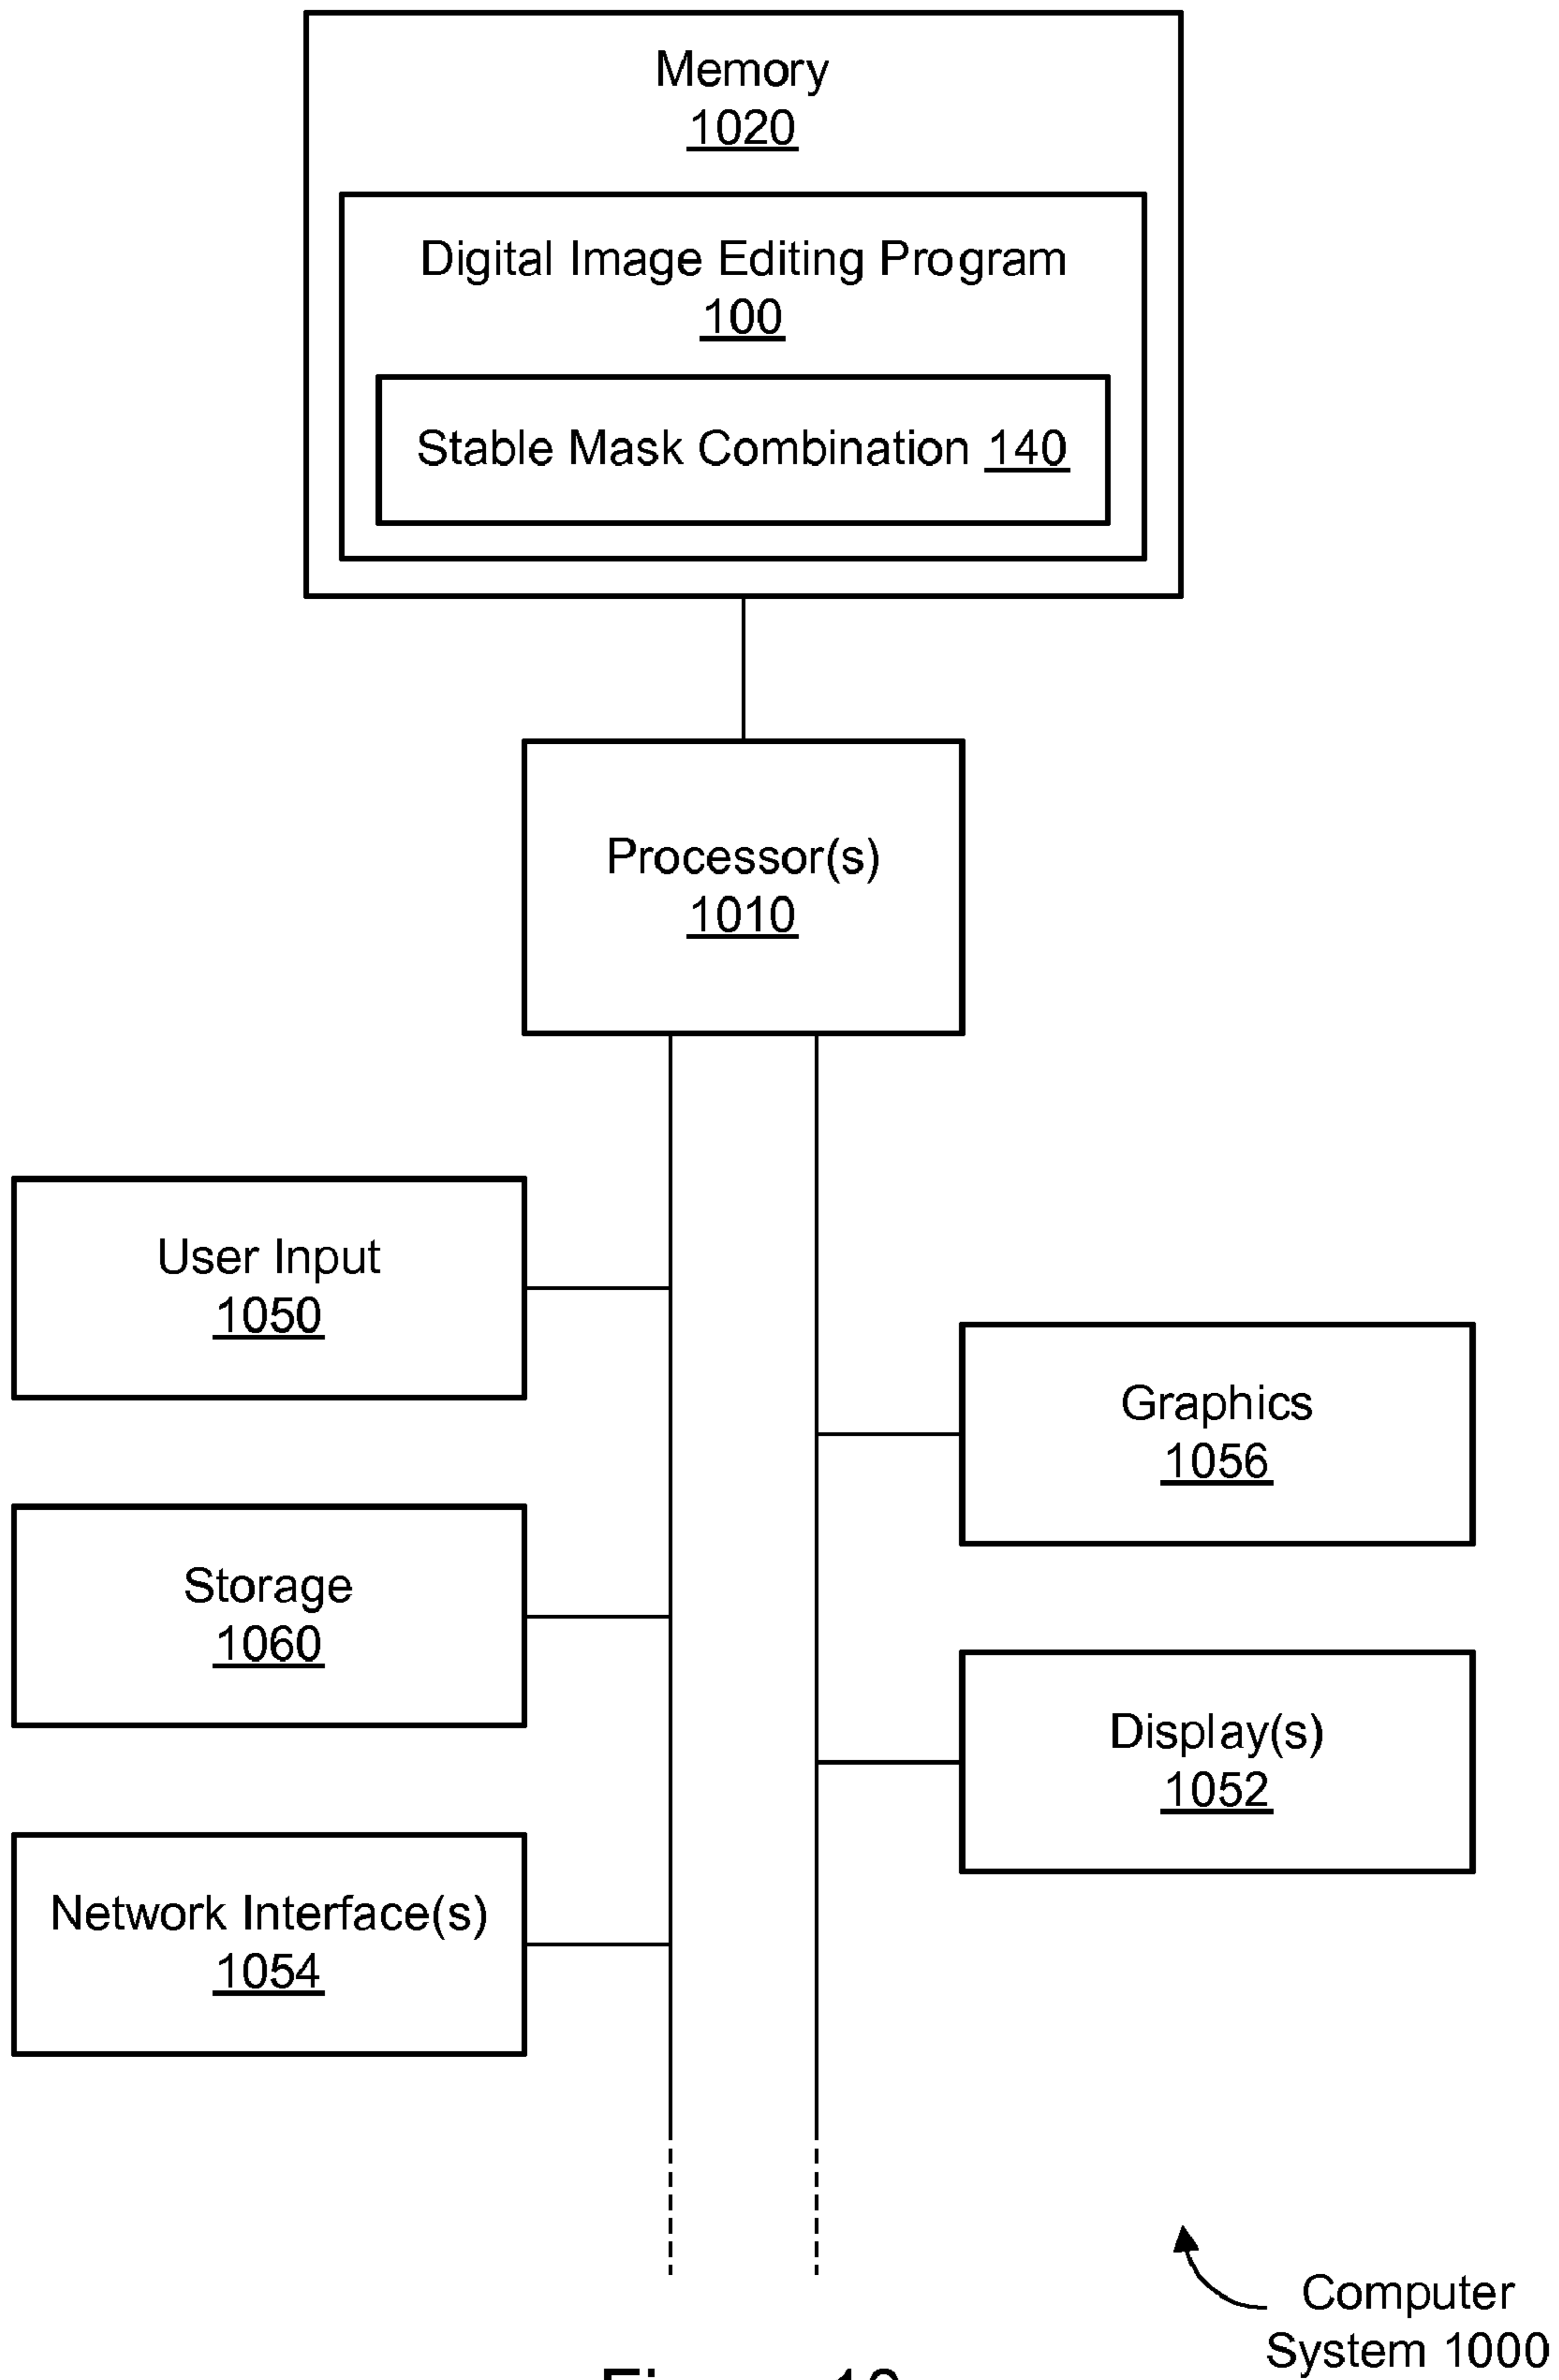 Memory
1020
Digital Image Editing Program
100
Stable Mask Combination 140
Processor(s)
1010
User Input
1050
Graphics
1056
Storage
1060
Display(s)
1052
Network Interface(s)
1054
Computer
System 1000